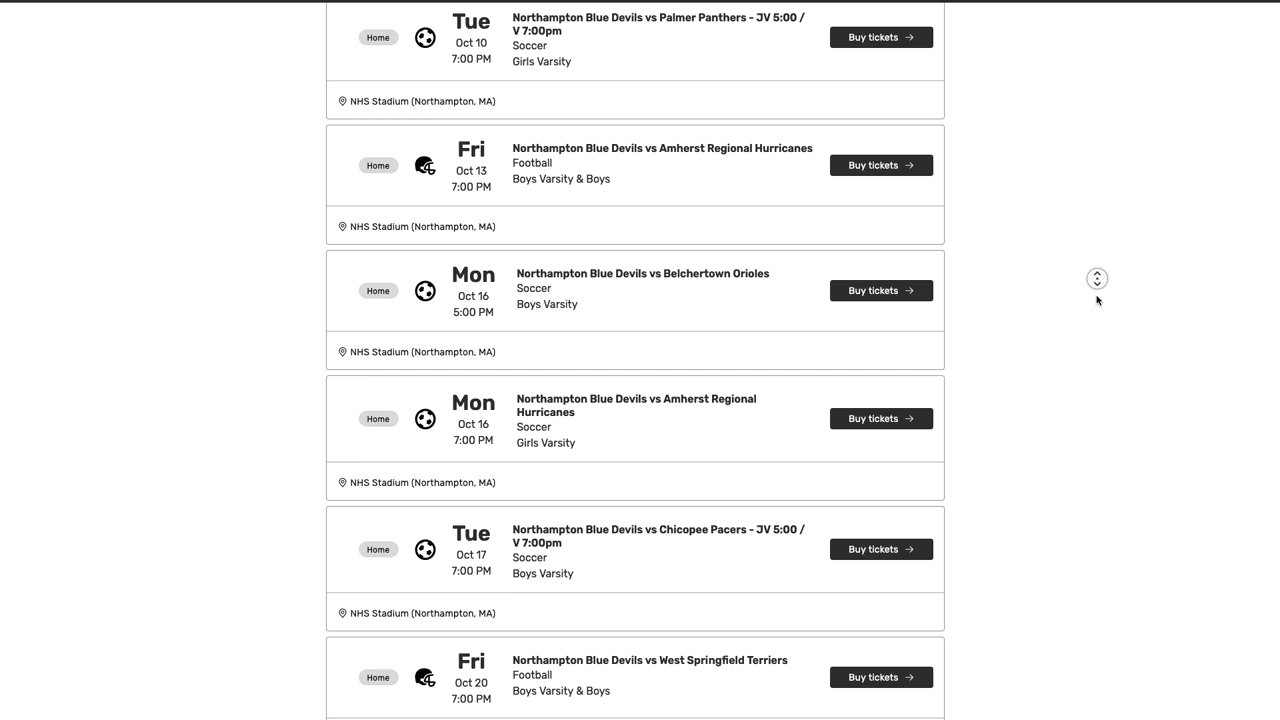 Home
Tue
Oct 10
7:00 PM
Northampton Blue Devils vs Palmer Panthers - JV 5:00 /
V 7:00pm
Soccer
Girls Varsity
Buy tickets
NHS Stadium (Northampton, MA)
Home
Fri
Oct 13
7:00 PM
Northampton Blue Devils vs Amherst Regional Hurricanes
Football
Boys Varsity & Boys
Buy tickets
NHS Stadium (Northampton, MA)
Home
Mon
Oct 16
5:00 PM
Northampton Blue Devils vs Belchertown Orioles
Soccer
Boys Varsity
Buy tickets
NHS Stadium (Northampton, MA)
Home
Mon
Oct 16
7:00 PM
Northampton Blue Devils vs Amherst Regional
Hurricanes
Soccer
Girls Varsity
Buy tickets
NHS Stadium (Northampton, MA)
Home
Tue
Oct 17
7:00 PM
Northampton Blue Devils vs Chicopee Pacers - JV 5:00 /
V 7:00pm
Soccer
Boys Varsity
Buy tickets
NHS Stadium (Northampton, MA)
Home
Fri
Oct 20
7:00 PM
Northampton Blue Devils vs West Springfield Terriers
Football
Boys Varsity & Boys
Buy tickets